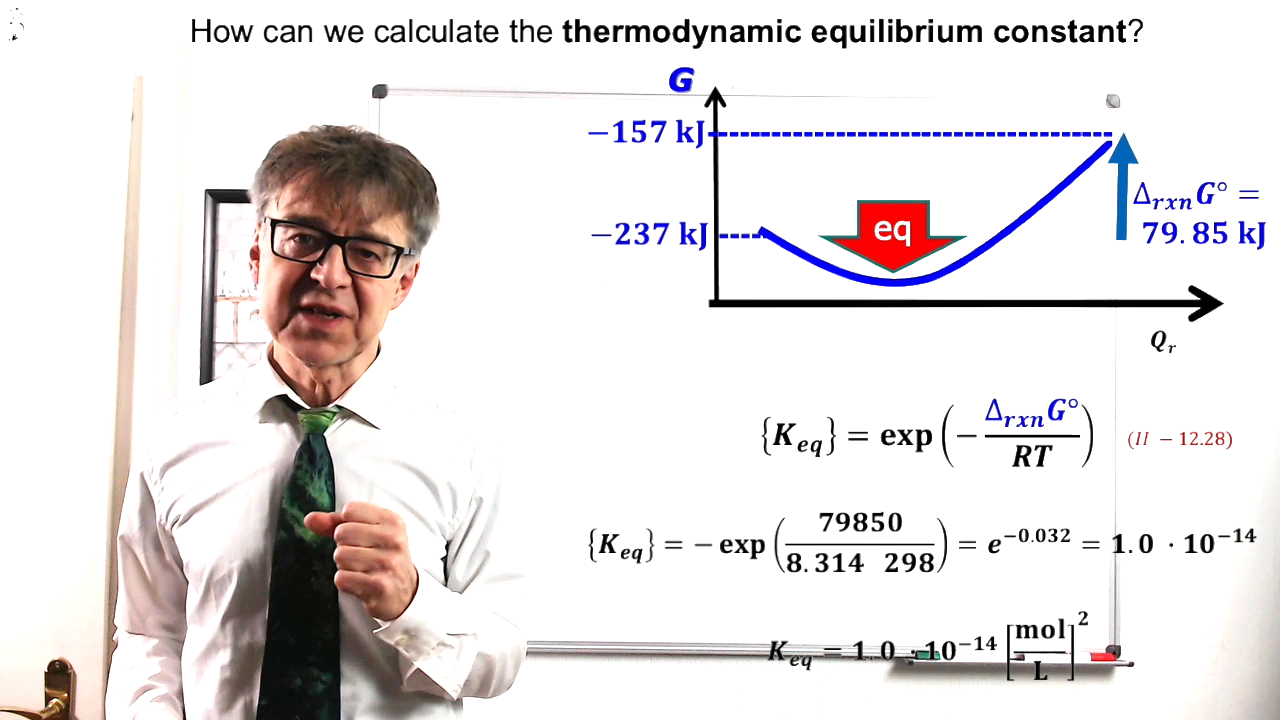 How can we calculate the thermodynamic equilibrium constant?
G
−157 kJ
−237 kJ
eq
Δ_rxn G° =
79.85 kJ
Q_r
{K_eq} = exp(−Δ_rxn G°/RT) (II − 12.28)
{K_eq} = −exp(79850/8.314 298) = e^−0.032 = 1.0 · 10^−14
K_eq = 1.0 · 10^−14 [mol/L]^2